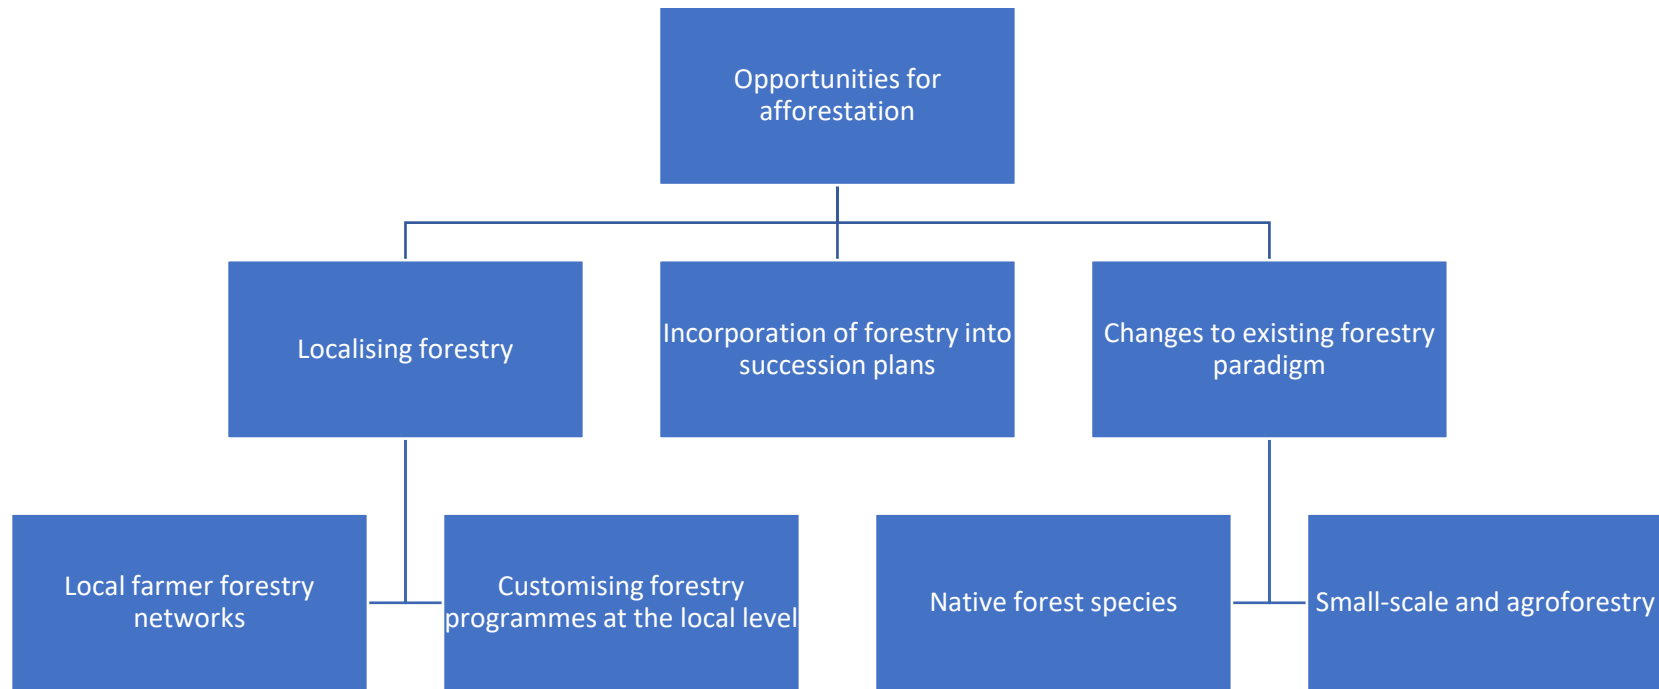 Opportunities for
afforestation
Localising forestry
Incorporation of forestry into
succession plans
Changes to existing forestry
paradigm
Local farmer forestry
networks
Customising forestry
programmes at the local level
Native forest species
Small-scale and agroforestry